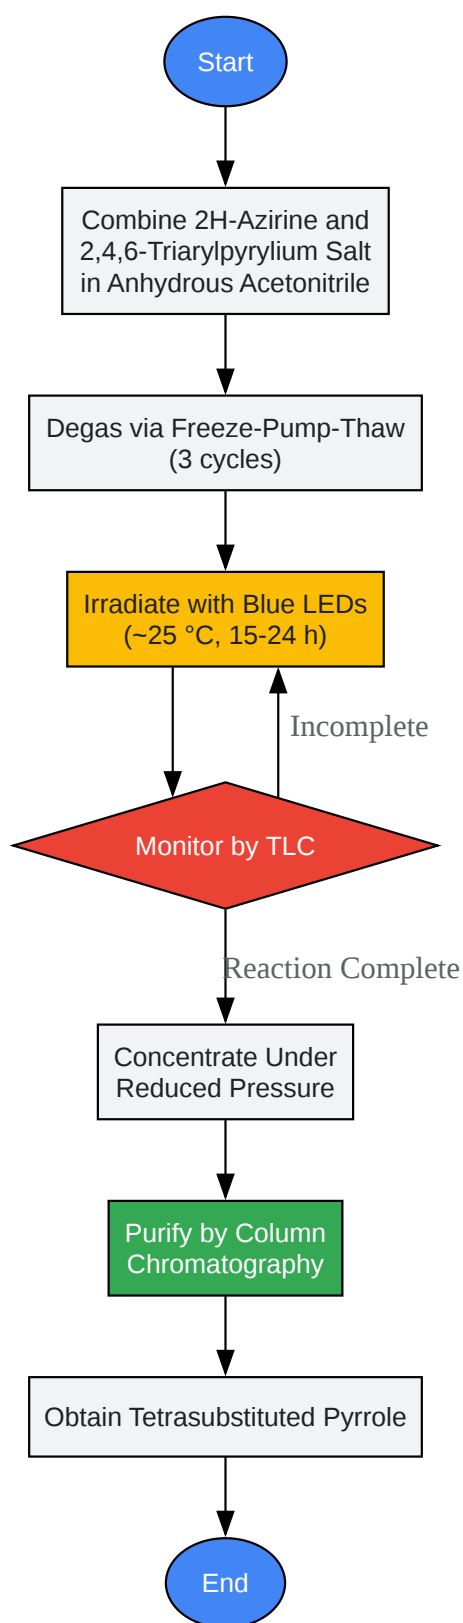 Start
Combine 2H-Azirine and
2,4,6-Triarylpyrylium Salt
in Anhydrous Acetonitrile
Degas via Freeze-Pump-Thaw
(3 cycles)
Irradiate with Blue LEDs
(~25 °C, 15-24 h)
Incomplete
Monitor by TLC
Reaction Complete
Concentrate Under
Reduced Pressure
Purify by Column
Chromatography
Obtain Tetrasubstituted Pyrrole
End